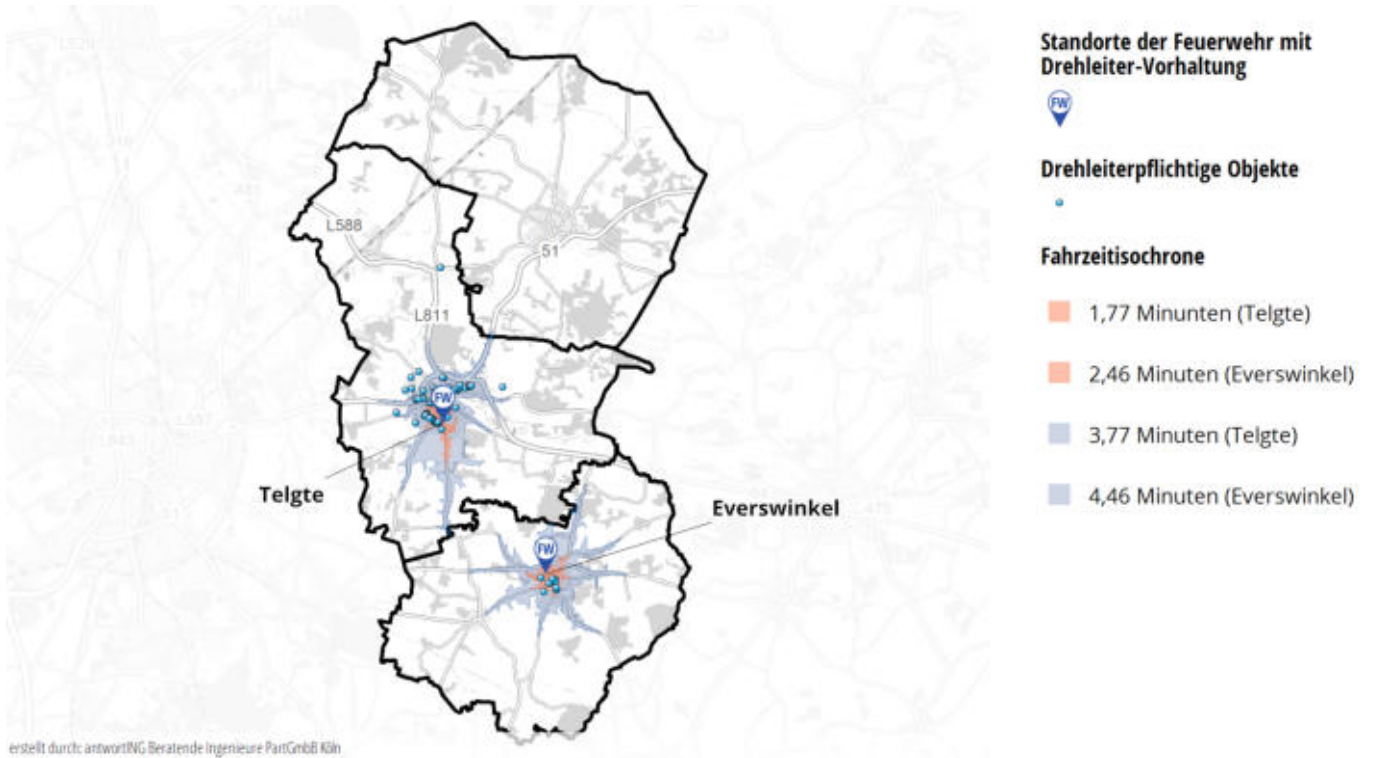 Standorte der Feuerwehr mit
Drehleiter-Vorhaltung
FW
Drehleiterpflichtige Objekte
Fahrzeitisochrone
1,77 Minunten (Telgte)
2,46 Minuten (Everswinkel)
3,77 Minuten (Telgte)
4,46 Minuten (Everswinkel)
L588
51
L811
FW
Telgte
Everswinkel
FW
erstellt durch: antwortING Beratende Ingenieure PartGmbB Köln